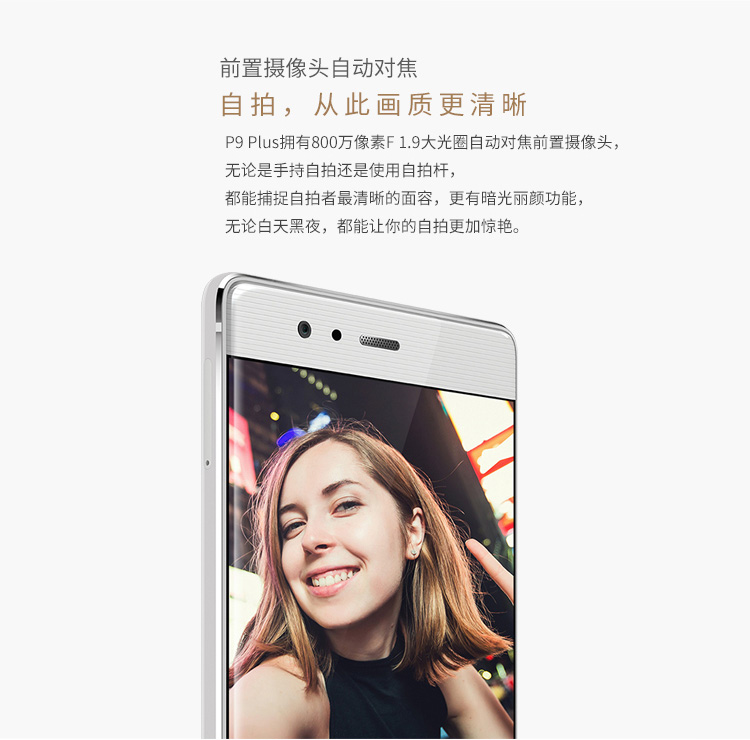 前置摄像头自动对焦
自拍，从此画质更清晰
P9 Plus拥有800万像素F 1.9大光圈自动对焦前置摄像头，
无论是手持自拍还是使用自拍杆，
都能捕捉自拍者最清晰的面容，更有暗光丽颜功能，
无论白天黑夜，都能让你的自拍更加惊艳。